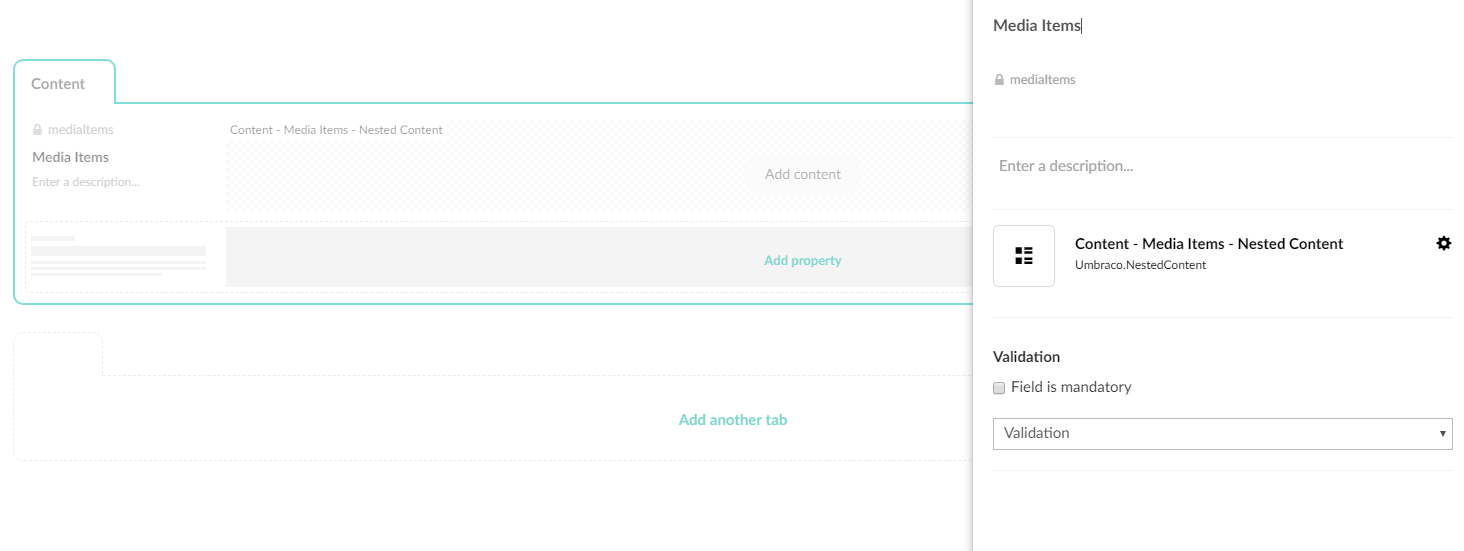 Content
mediaItems
Media Items
Enter a description...
Content - Media Items - Nested Content
Add content
Add property
Add another tab
Media Items
mediaItems
Enter a description...
Content - Media Items - Nested Content
Umbraco.NestedContent
Validation
Field is mandatory
Validation